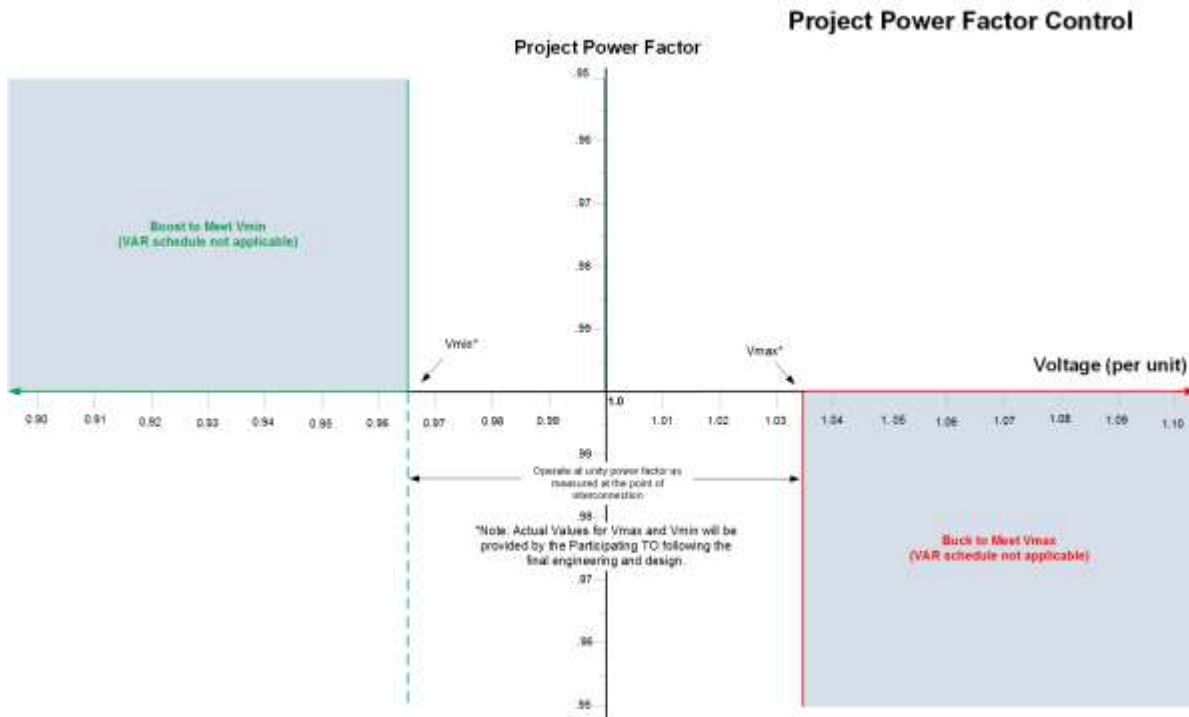 Project Power Factor Control
Project Power Factor
.95
.96
.97
.98
.99
Boost to Meet Vmin
(VAR schedule not applicable)
Vmin*
Vmax*
Voltage (per unit)
0.90 0.91 0.92 0.93 0.94 0.95 0.96 0.97 0.98 0.99 1.0 1.01 1.02 1.03 1.04 1.05 1.06 1.07 1.08 1.09 1.10
.99
Operate at unity power factor as
measured at the point of
interconnection
.98
*Note: Actual Values for Vmax and Vmin will be
provided by the Participating TO following the
final engineering and design.
.97
.96
.95
Buck to Meet Vmax
(VAR schedule not applicable)